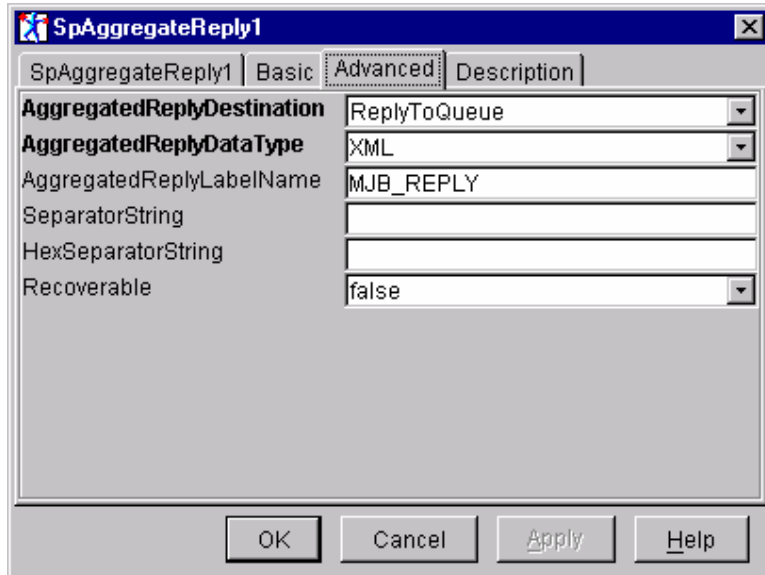 SpAggregateReply1
SpAggregateReply1 Basic Advanced Description
AggregatedReplyDestination ReplyToQueue
AggregatedReplyDataType XML
AggregatedReplyLabelName MJB_REPLY
SeparatorString
HexSeparatorString
Recoverable false
OK Cancel Apply Help